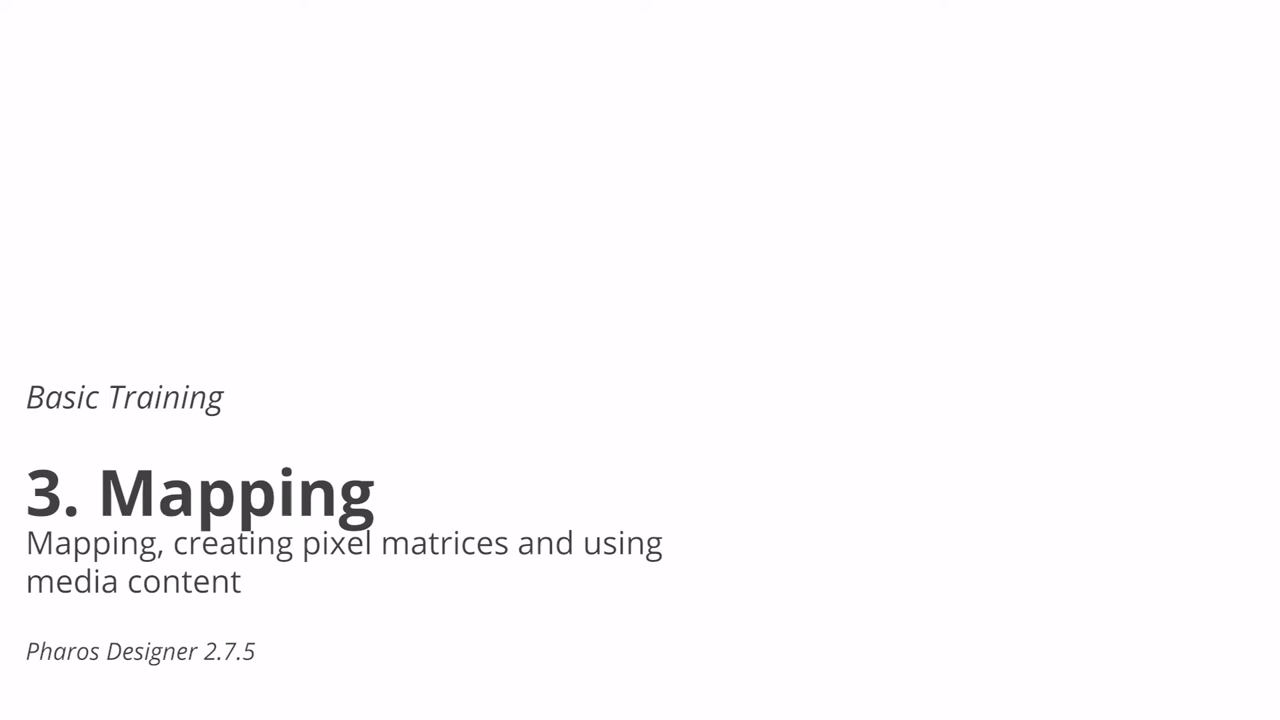 Basic Training
3. Mapping
Mapping, creating pixel matrices and using
media content
Pharos Designer 2.7.5